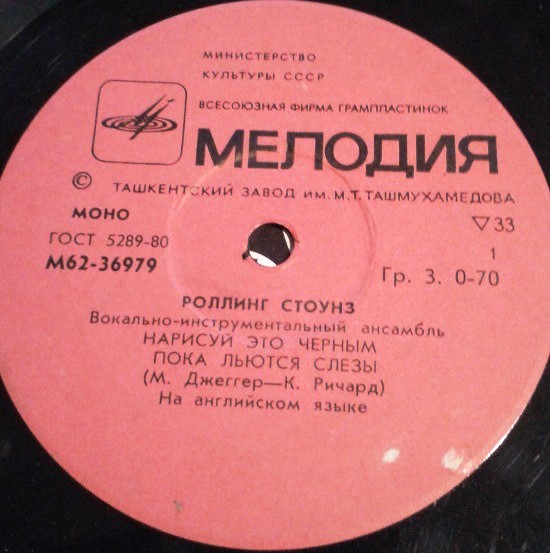 МИНИСТЕРСТВО
КУЛЬТУРЫ СССР
ВСЕСОЮЗНАЯ ФИРМА ГРАМПЛАСТИНОК
МЕЛОДИЯ
© ТАШКЕНТСКИЙ ЗАВОД ИМ. М.Т. ТАШМУХАМЕДОВА
МОНО
▽33
ГОСТ 5289-80
1
М62-36979
Гр. 3. 0-70
РОЛЛИНГ СТОУНЗ
Вокально-инструментальный ансамбль
НАРИСУЙ ЭТО ЧЕРНЫМ
ПОКА ЛЬЮТСЯ СЛЕЗЫ
(М. Джеггер—К. Ричард)
На английском языке